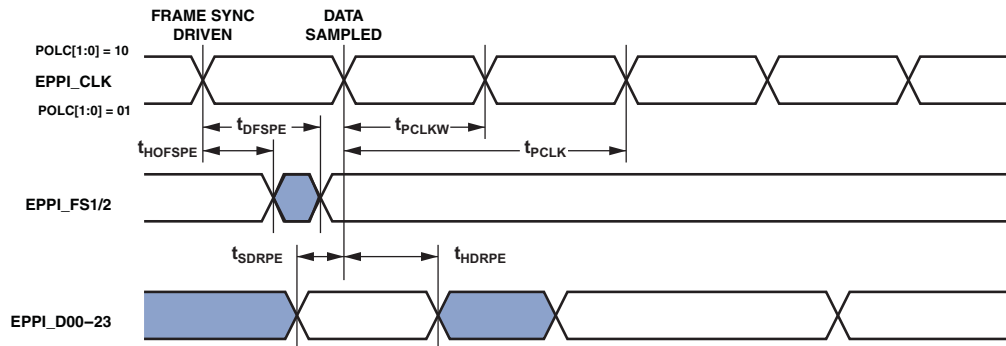 FRAME SYNC
DRIVEN
DATA
SAMPLED
POLC[1:0] = 10
EPPI_CLK
POLC[1:0] = 01
tDFSPE
tPCLKW
tHOFSPE
tPCLK
EPPI_FS1/2
tSDRPE
tHDRPE
EPPI_D00–23